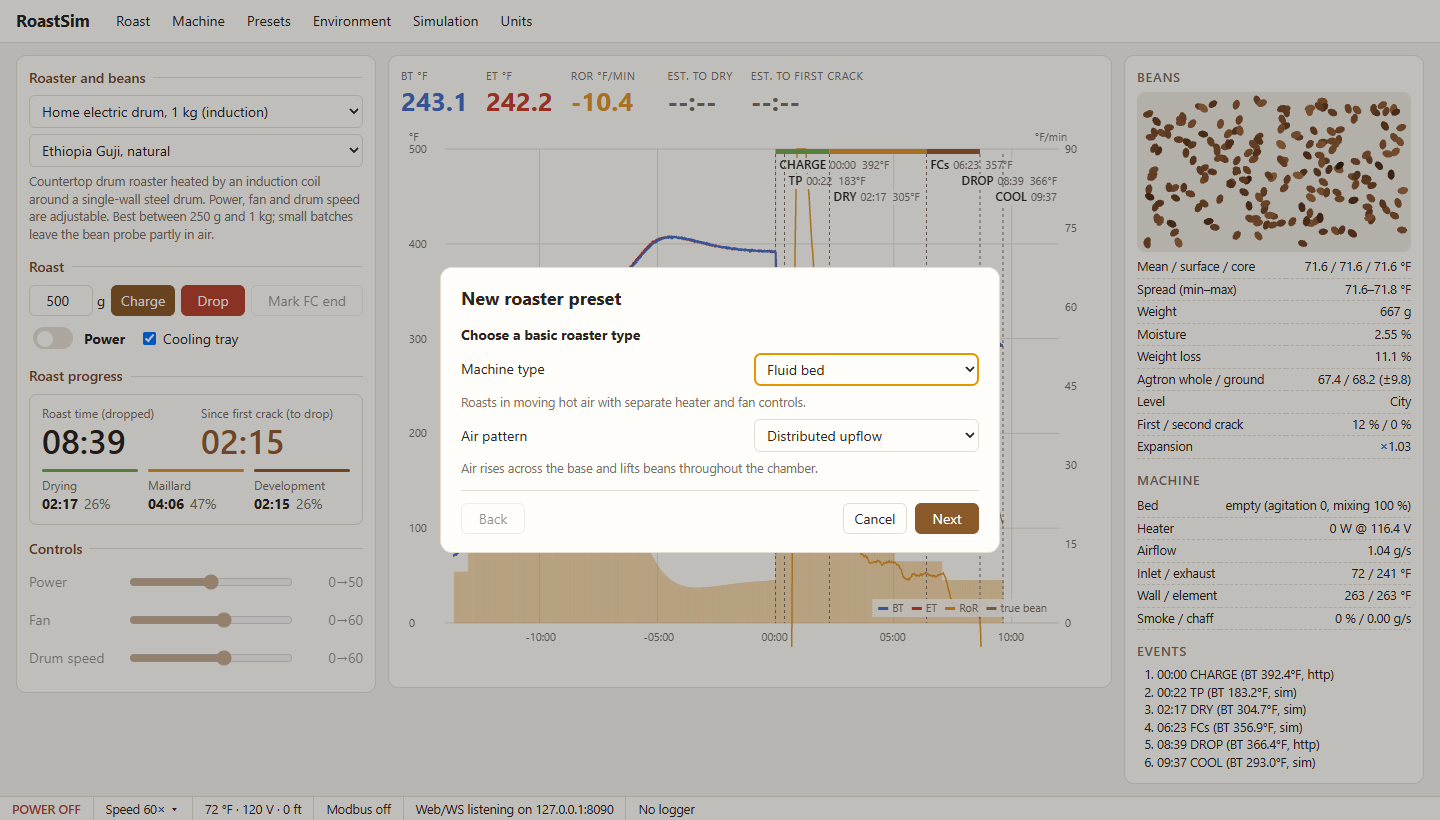 RoastSim
Roast
Machine
Presets
Environment
Simulation
Units
Roaster and beans
Home electric drum, 1 kg (induction)
Ethiopia Guji, natural
Countertop drum roaster heated by an induction coil
around a single-wall steel drum. Power, fan and drum speed
are adjustable. Best between 250 g and 1 kg; small batches
leave the bean probe partly in air.
Roast
500 g Charge Drop Mark FC end
Power Cooling tray
Roast progress
Roast time (dropped) Since first crack (to drop)
08:39 02:15
Drying Maillard Development
02:17 26% 04:06 47% 02:15 26%
Controls
Power 0→50
Fan 0→60
Drum speed 0→60
BT °F ET °F ROR °F/MIN EST. TO DRY EST. TO FIRST CRACK
243.1 242.2 -10.4 --:-- --:--
°F °F/min
500 90
CHARGE 00:00 392°F FCs 06:23 357°F
TP 00:22 183°F DROP 08:39 366°F
DRY 02:17 305°F COOL 09:37
75
400
60
300
45
200
30
100
15
0 0
BT ET RoR true bean
-10:00 -05:00 00:00 05:00 10:00
New roaster preset
Choose a basic roaster type
Machine type Fluid bed
Roasts in moving hot air with separate heater and fan controls.
Air pattern Distributed upflow
Air rises across the base and lifts beans throughout the chamber.
Back Cancel Next
BEANS
Mean / surface / core 71.6 / 71.6 / 71.6 °F
Spread (min–max) 71.6–71.8 °F
Weight 667 g
Moisture 2.55 %
Weight loss 11.1 %
Agtron whole / ground 67.4 / 68.2 (±9.8)
Level City
First / second crack 12 % / 0 %
Expansion ×1.03
MACHINE
Bed empty (agitation 0, mixing 100 %)
Heater 0 W @ 116.4 V
Airflow 1.04 g/s
Inlet / exhaust 72 / 241 °F
Wall / element 263 / 263 °F
Smoke / chaff 0 % / 0.00 g/s
EVENTS
1. 00:00 CHARGE (BT 392.4°F, http)
2. 00:22 TP (BT 183.2°F, sim)
3. 02:17 DRY (BT 304.7°F, sim)
4. 06:23 FCs (BT 356.9°F, sim)
5. 08:39 DROP (BT 366.4°F, http)
6. 09:37 COOL (BT 293.0°F, sim)
POWER OFF
Speed 60×
72 °F · 120 V · 0 ft
Modbus off
Web/WS listening on 127.0.0.1:8090
No logger